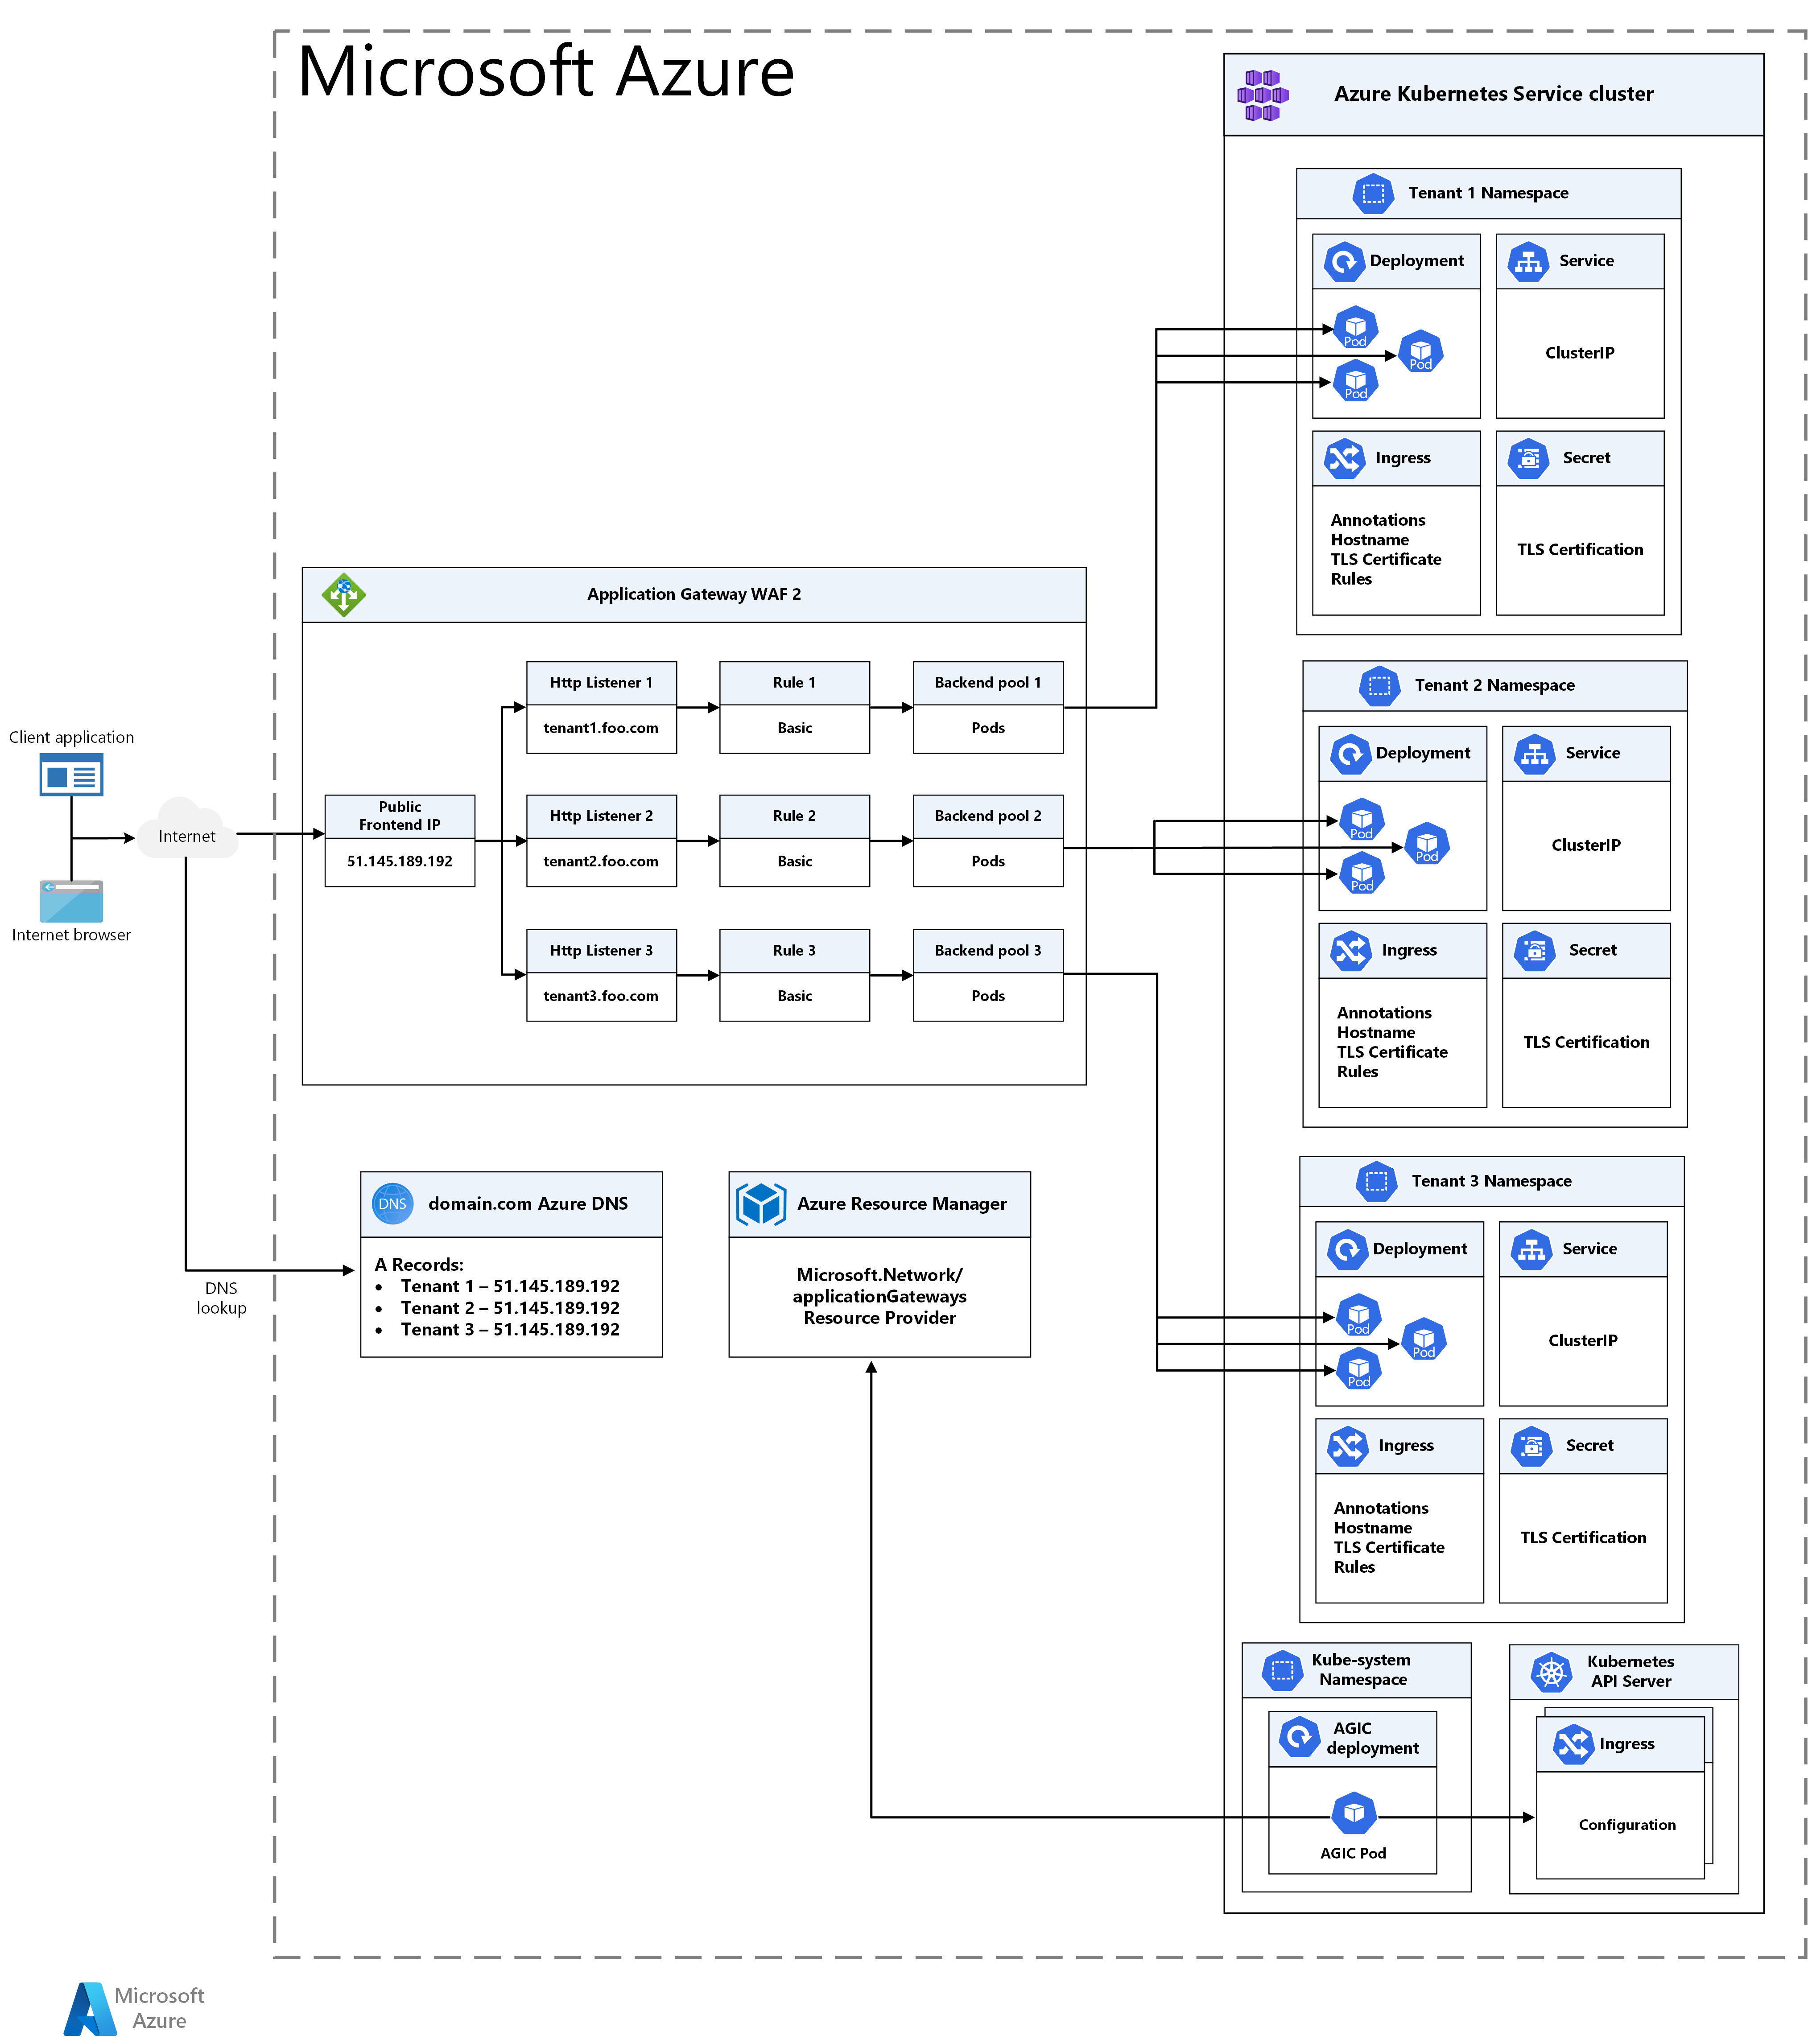 Microsoft Azure
Azure Kubernetes Service cluster
Tenant 1 Namespace
Deployment
Pod
Pod
Pod
Service
ClusterIP
Ingress
Annotations
Hostname
TLS Certificate
Rules
Secret
TLS Certification
Application Gateway WAF 2
Http Listener 1
tenant1.foo.com
Rule 1
Basic
Backend pool 1
Pods
Client application
Internet
Internet browser
Public
Frontend IP
51.145.189.192
Http Listener 2
tenant2.foo.com
Rule 2
Basic
Backend pool 2
Pods
Http Listener 3
tenant3.foo.com
Rule 3
Basic
Backend pool 3
Pods
Tenant 2 Namespace
Deployment
Pod
Pod
Pod
Service
ClusterIP
Ingress
Annotations
Hostname
TLS Certificate
Rules
Secret
TLS Certification
DNS
lookup
DNS
domain.com Azure DNS
A Records:
• Tenant 1 – 51.145.189.192
• Tenant 2 – 51.145.189.192
• Tenant 3 – 51.145.189.192
Azure Resource Manager
Microsoft.Network/
applicationGateways
Resource Provider
Tenant 3 Namespace
Deployment
Pod
Pod
Pod
Service
ClusterIP
Ingress
Annotations
Hostname
TLS Certificate
Rules
Secret
TLS Certification
Kube-system
Namespace
AGIC
deployment
AGIC Pod
Kubernetes
API Server
Ingress
Configuration
Microsoft
Azure